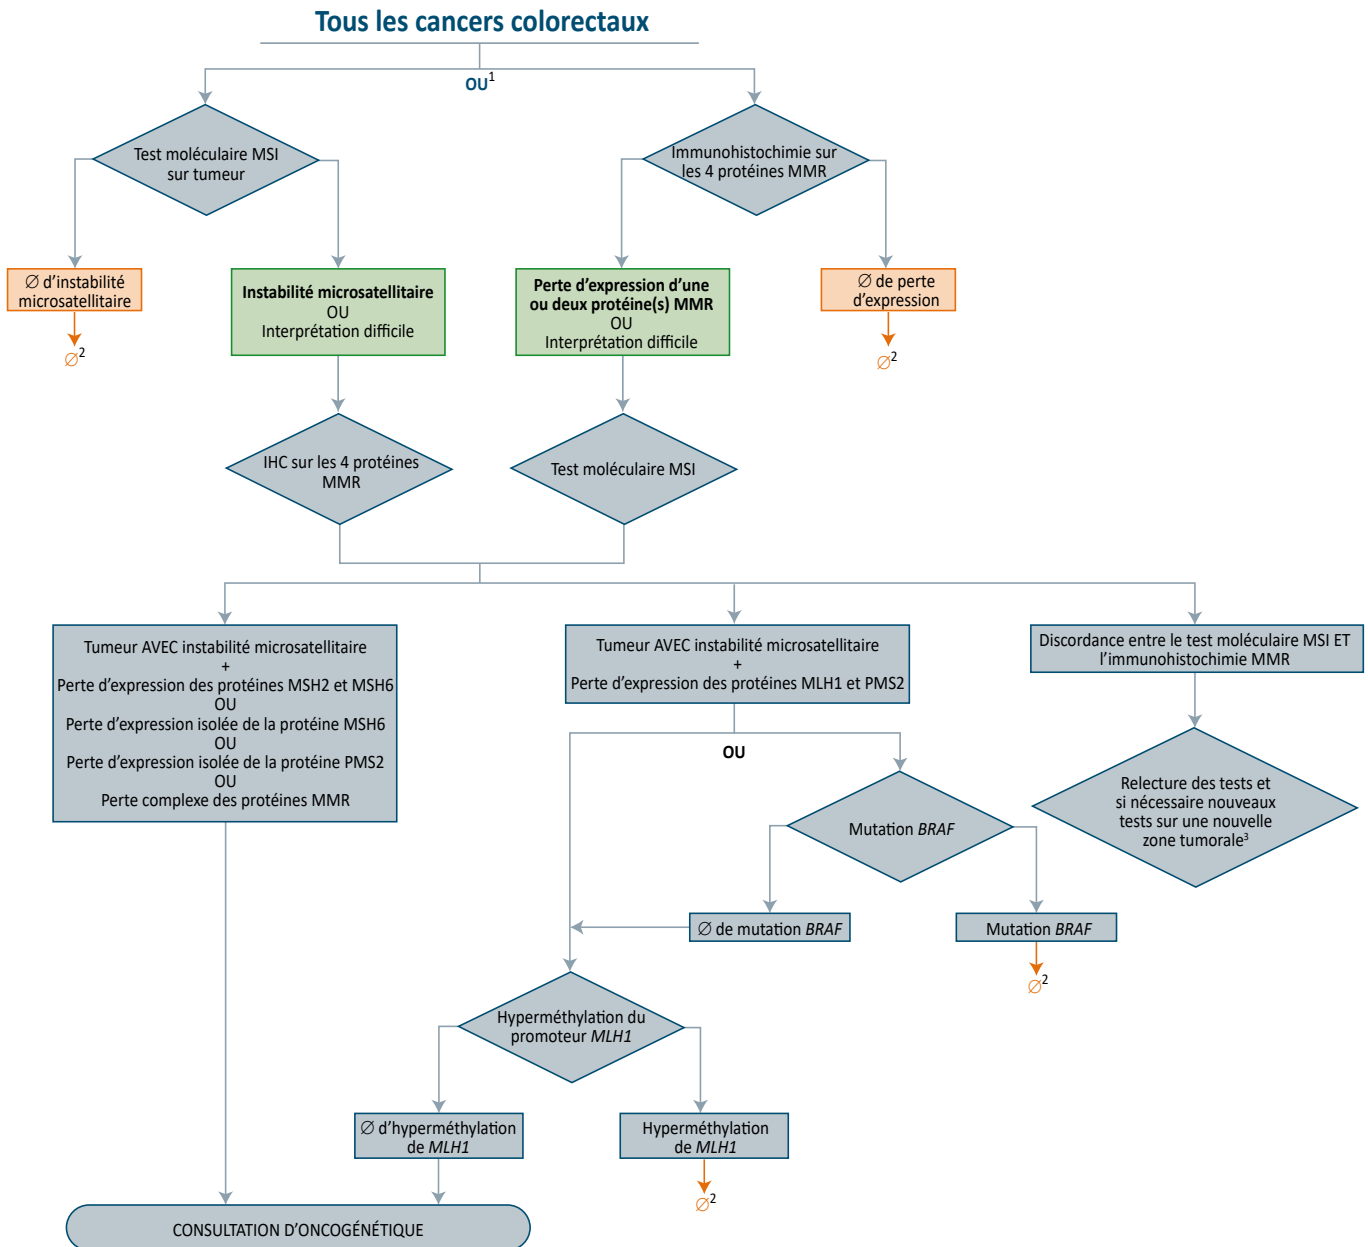 Tous les cancers colorectaux
OU¹
Test moléculaire MSI
sur tumeur
Immunohistochimie sur
les 4 protéines MMR
∅ d’instabilité
microsatellitaire
∅²
Instabilité microsatellitaire
OU
Interprétation difficile
Perte d’expression d’une
ou deux protéine(s) MMR
OU
Interprétation difficile
∅ de perte
d’expression
∅²
IHC sur les 4 protéines
MMR
Test moléculaire MSI
Tumeur AVEC instabilité microsatellitaire
+
Perte d’expression des protéines MSH2 et MSH6
OU
Perte d’expression isolée de la protéine MSH6
OU
Perte d’expression isolée de la protéine PMS2
OU
Perte complexe des protéines MMR
Tumeur AVEC instabilité microsatellitaire
+
Perte d’expression des protéines MLH1 et PMS2
Discordance entre le test moléculaire MSI ET
l’immunohistochimie MMR
OU
Relecture des tests et
si nécessaire nouveaux
tests sur une nouvelle
zone tumorale³
Mutation BRAF
∅ de mutation BRAF
Mutation BRAF
∅²
Hyperméthylation du
promoteur MLH1
∅ d’hyperméthylation
de MLH1
Hyperméthylation
de MLH1
∅²
CONSULTATION D’ONCOGÉNÉTIQUE